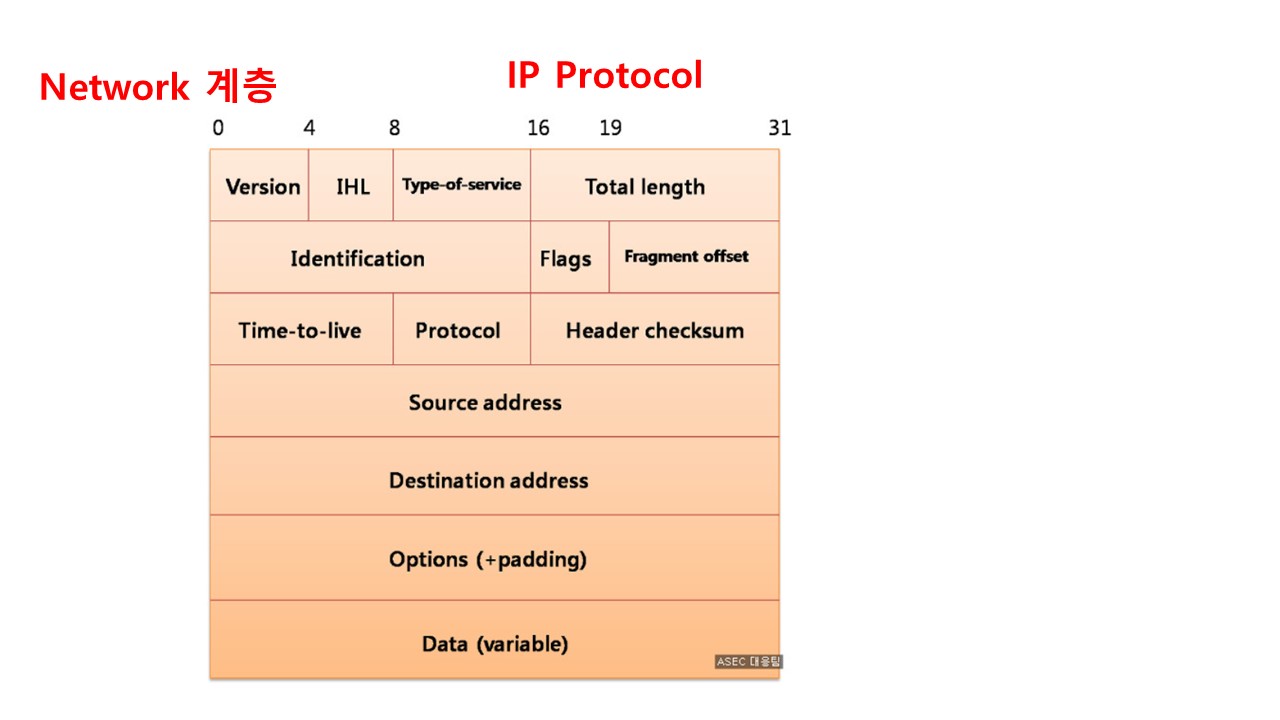 Network 계층
IP Protocol
0 4 8 16 19 31
Version IHL Type-of-service Total length
Identification Flags Fragment offset
Time-to-live Protocol Header checksum
Source address
Destination address
Options (+padding)
Data (variable)
ASEC 대응팀